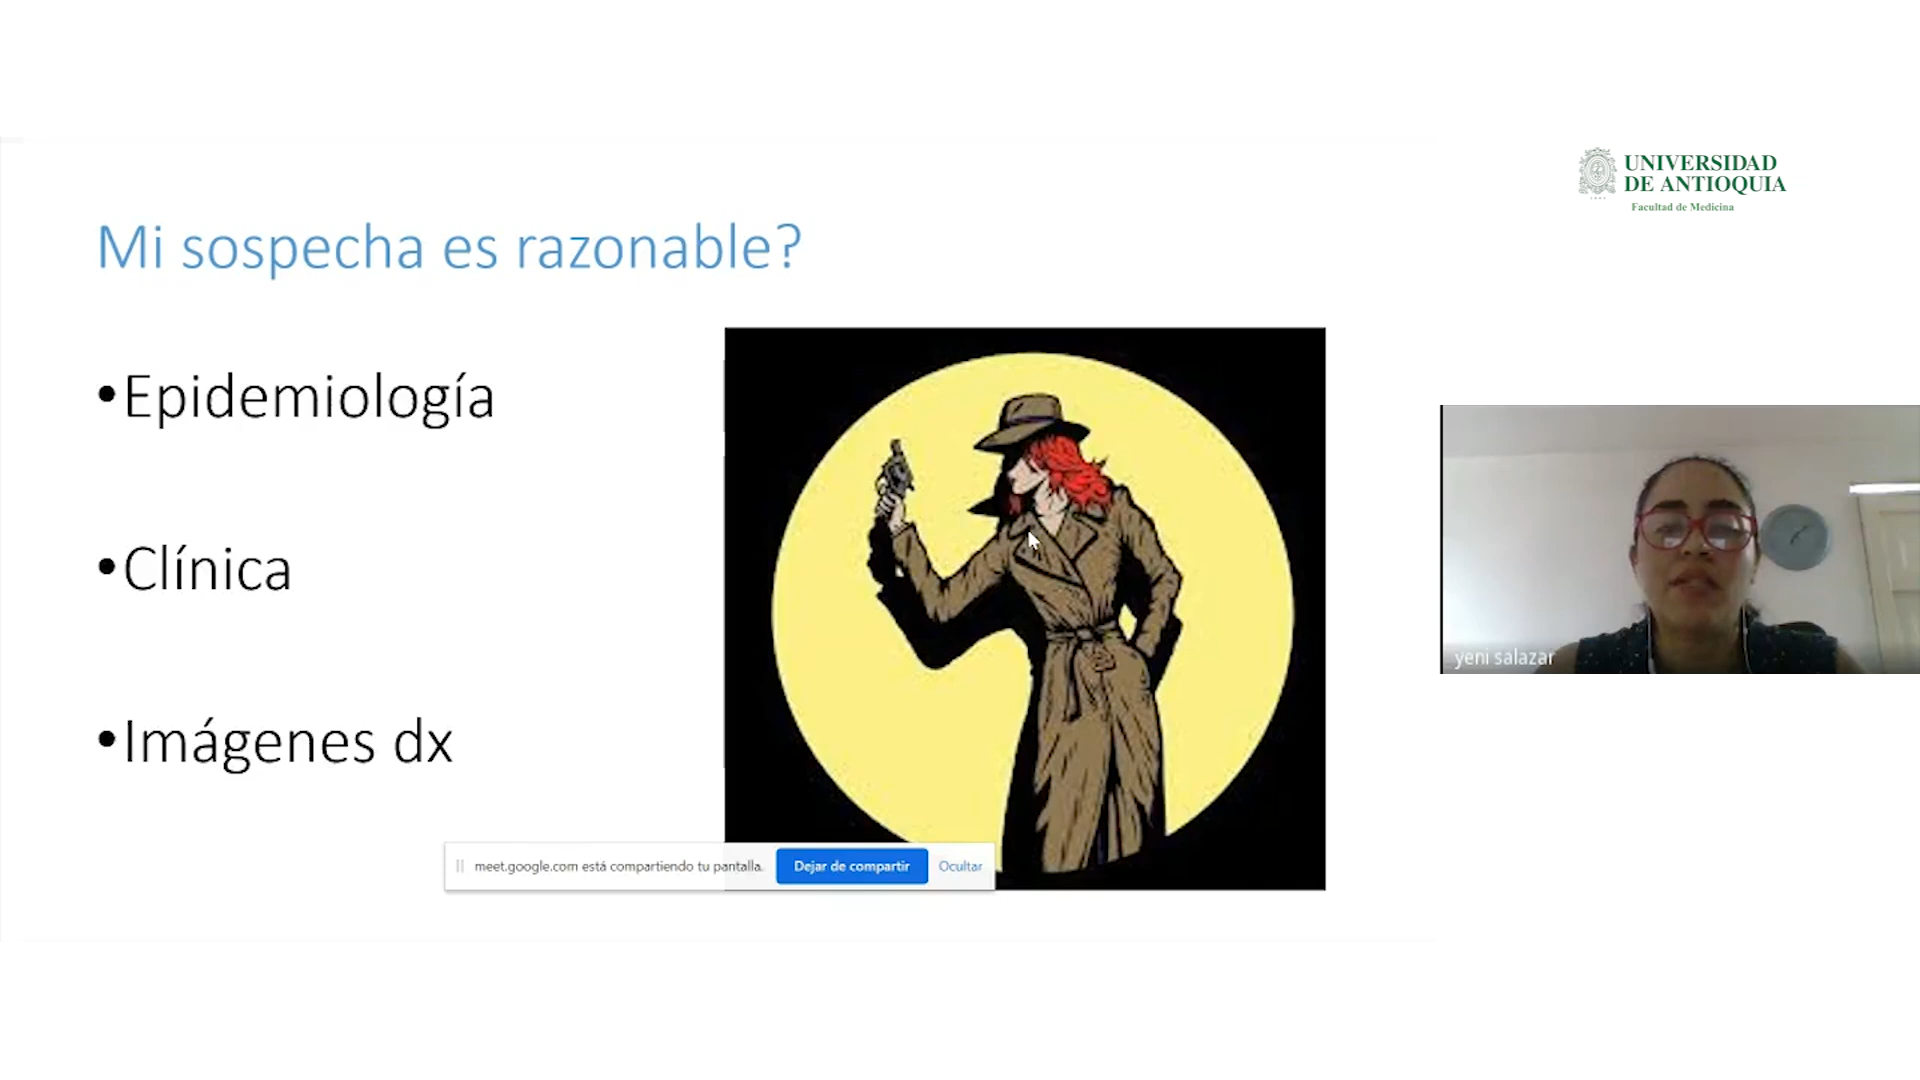 UNIVERSIDAD
DE ANTIOQUIA
Facultad de Medicina
Mi sospecha es razonable?
•Epidemiología
•Clínica
•Imágenes dx
yeni salazar
meet.google.com está compartiendo tu pantalla.
Dejar de compartir
Ocultar